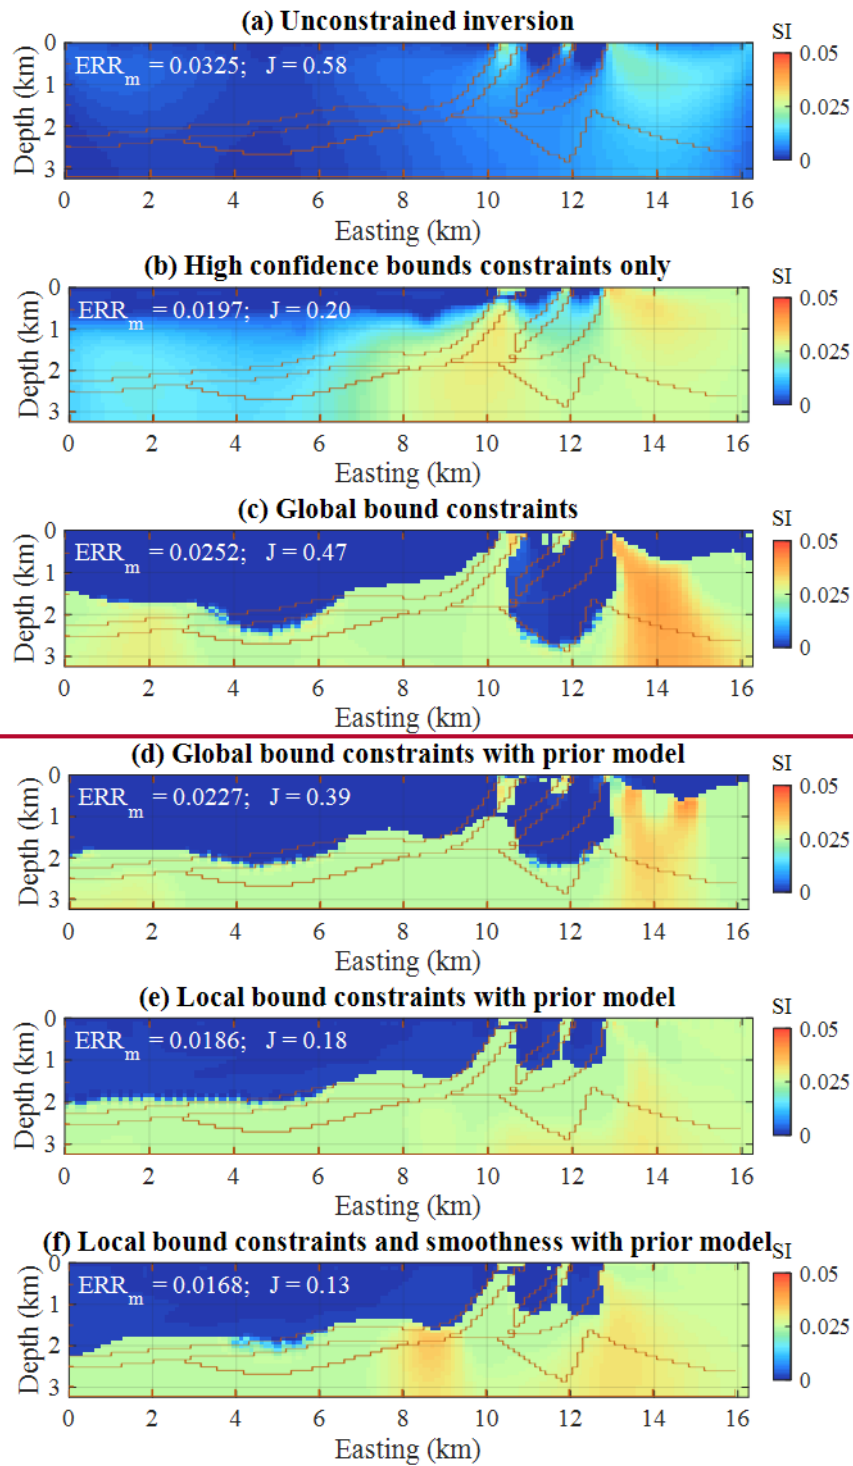 (a) Unconstrained inversion
SI
ERR_m = 0.0325; J = 0.58
Depth (km)
0
1
2
3
0.05
0.025
0
0 2 4 6 8 10 12 14 16
Easting (km)
(b) High confidence bounds constraints only
SI
ERR_m = 0.0197; J = 0.20
Depth (km)
0
1
2
3
0.05
0.025
0
0 2 4 6 8 10 12 14 16
Easting (km)
(c) Global bound constraints
SI
ERR_m = 0.0252; J = 0.47
Depth (km)
0
1
2
3
0.05
0.025
0
0 2 4 6 8 10 12 14 16
Easting (km)
(d) Global bound constraints with prior model
SI
ERR_m = 0.0227; J = 0.39
Depth (km)
0
1
2
3
0.05
0.025
0
0 2 4 6 8 10 12 14 16
Easting (km)
(e) Local bound constraints with prior model
SI
ERR_m = 0.0186; J = 0.18
Depth (km)
0
1
2
3
0.05
0.025
0
0 2 4 6 8 10 12 14 16
Easting (km)
(f) Local bound constraints and smoothness with prior model
SI
ERR_m = 0.0168; J = 0.13
Depth (km)
0
1
2
3
0.05
0.025
0
0 2 4 6 8 10 12 14 16
Easting (km)